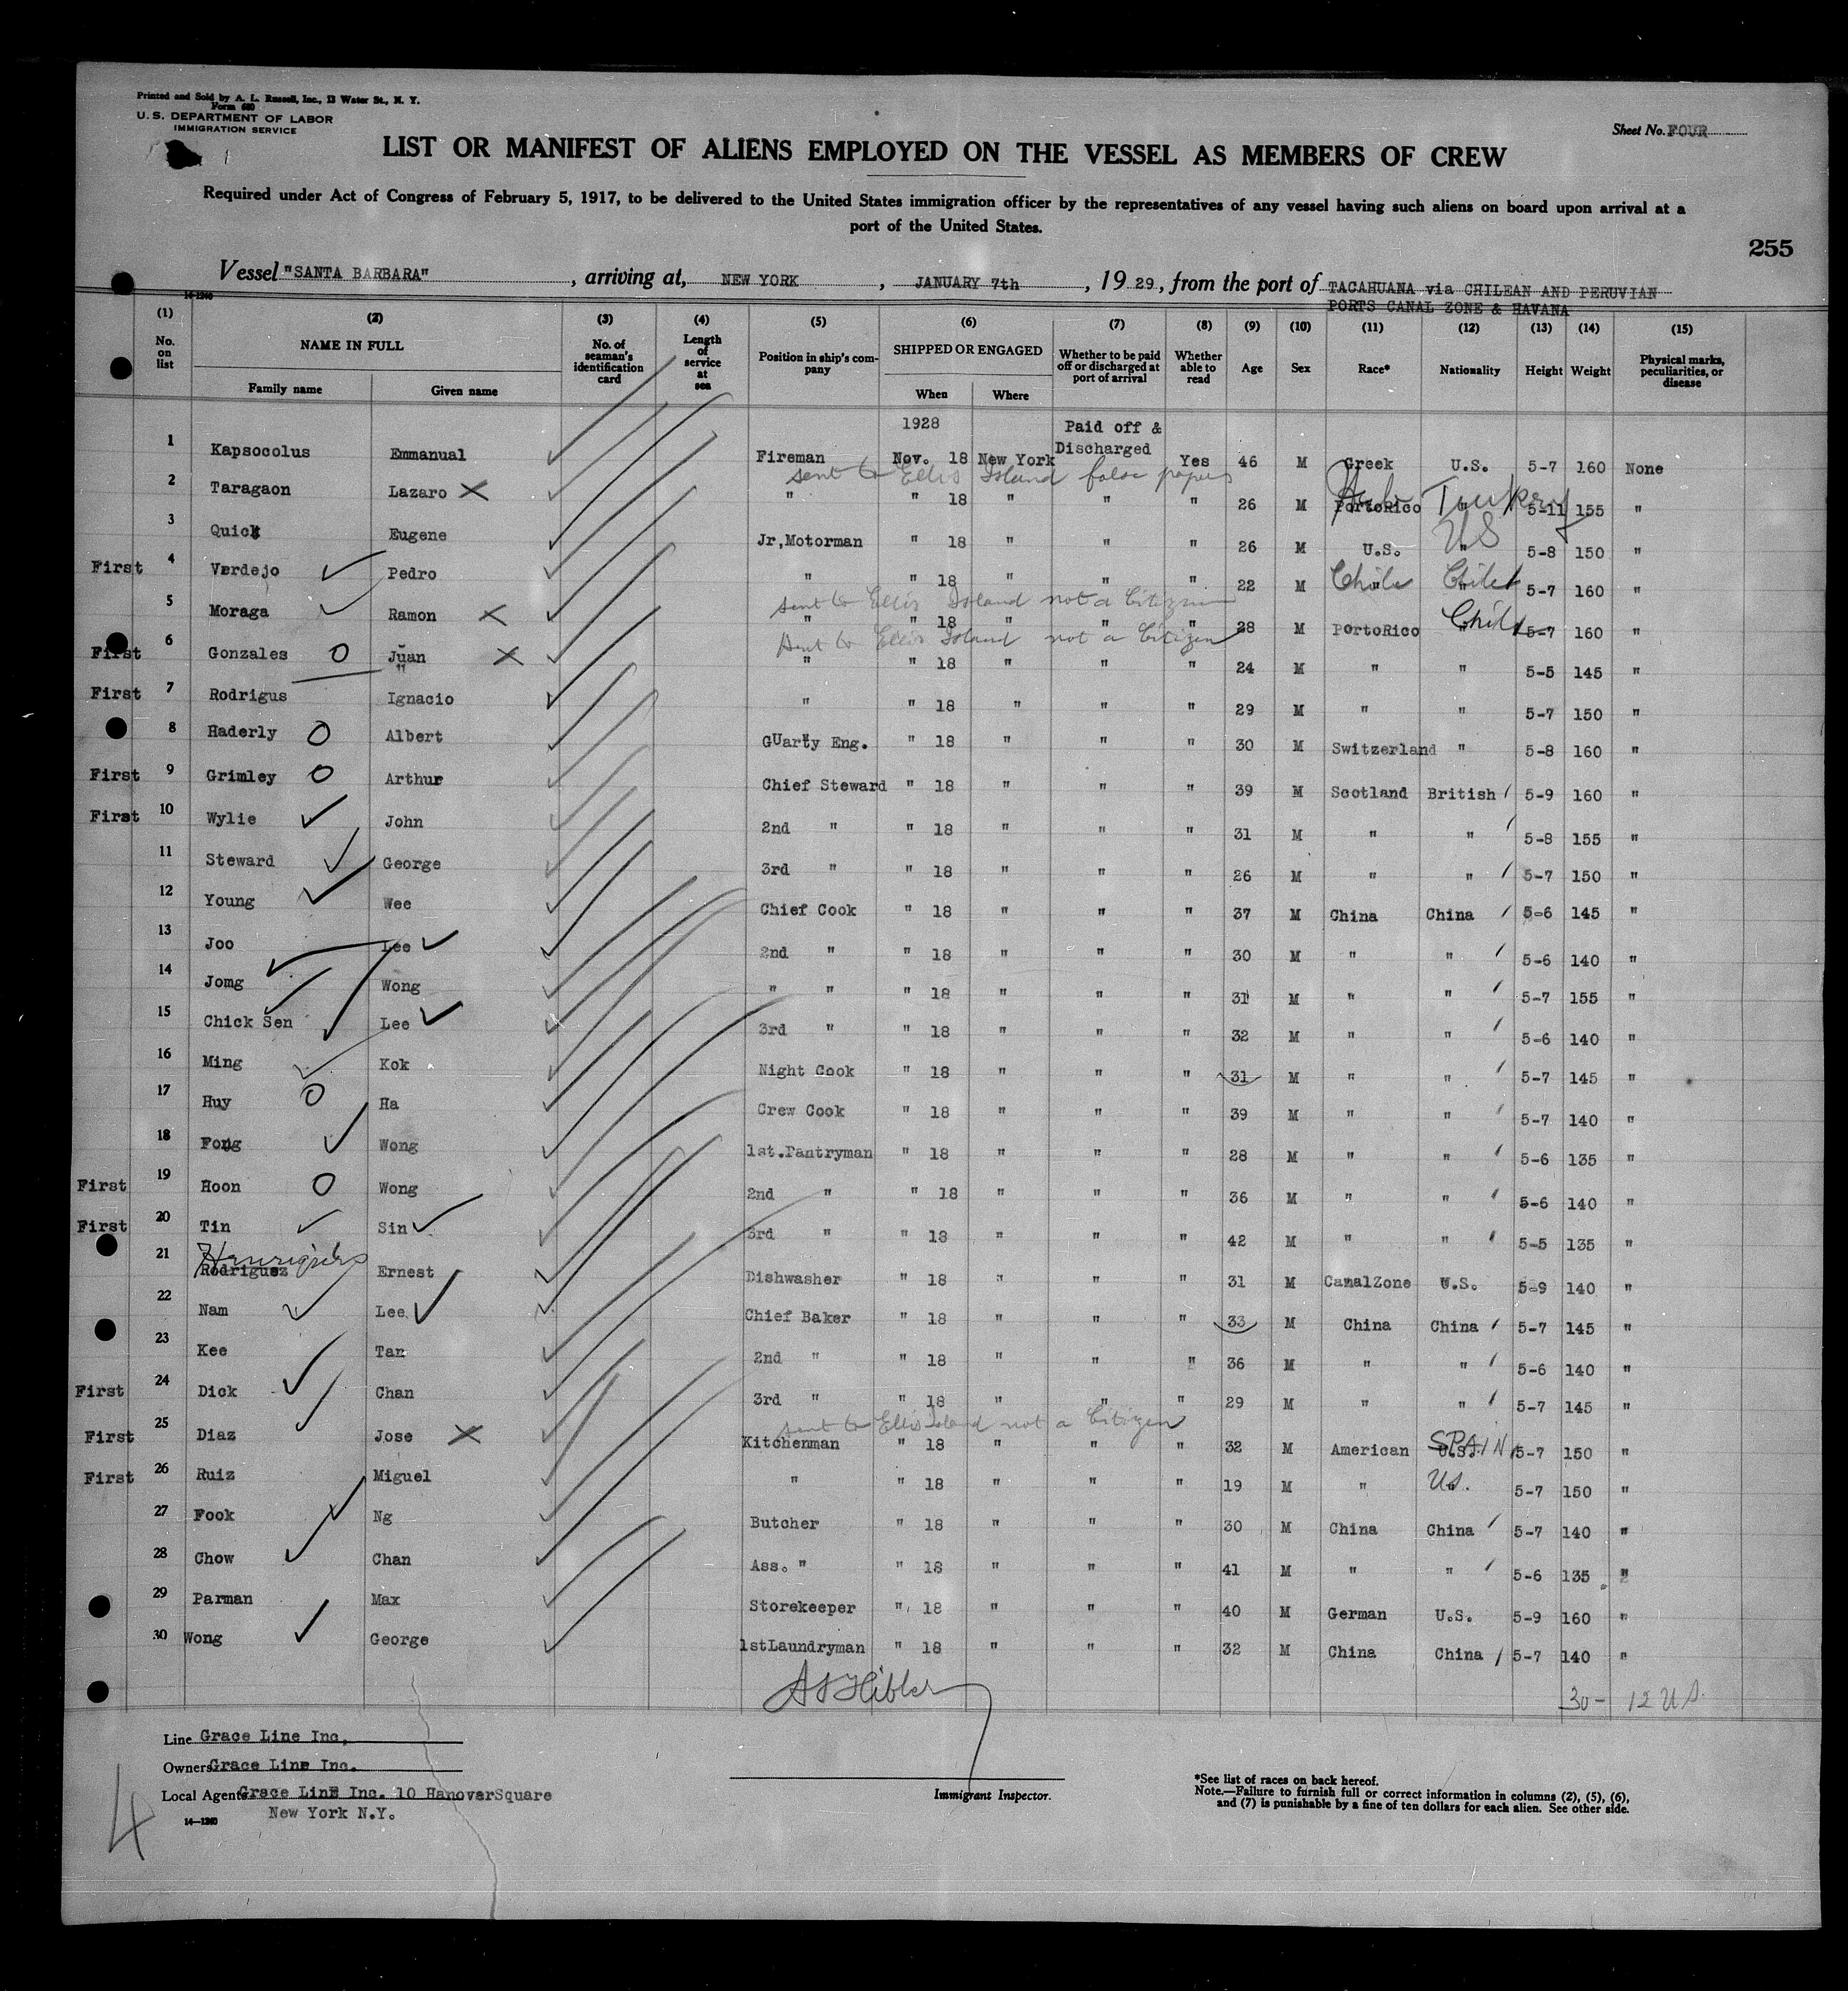 Printed and Sold by A. L. Russell, Inc., 13 Water St., N. Y.
Form 680
U. S. DEPARTMENT OF LABOR
IMMIGRATION SERVICE
Sheet No. FOUR
LIST OR MANIFEST OF ALIENS EMPLOYED ON THE VESSEL AS MEMBERS OF CREW
Required under Act of Congress of February 5, 1917, to be delivered to the United States immigration officer by the representatives of any vessel having such aliens on board upon arrival at a
port of the United States.
255
Vessel "SANTA BARBARA", arriving at, NEW YORK, JANUARY 7th, 19 29, from the port of TACAHUANA via CHILEAN AND PERUVIAN
PORTS CANAL ZONE & HAVANA
14-1240
(1) (2) (3) (4) (5) (6) (7) (8) (9) (10) (11) (12) (13) (14) (15)
No. on list NAME IN FULL Family name Given name No. of seaman's identification card Length of service at sea Position in ship's company SHIPPED OR ENGAGED When Where Whether to be paid off or discharged at port of arrival Whether able to read Age Sex Race* Nationality Height Weight Physical marks, peculiarities, or disease
1928 Paid off &
1 Kapsocolus Emmanual Fireman Nov. 18 New York Discharged Yes 46 M Greek U.S. 5-7 160 None
sent to Ellis Island false papers
2 Taragaon Lazaro X " " 18 " " " 26 M PortoRico " 5-11 155 "
3 Quick Eugene Jr,Motorman " 18 " " " 26 M U.S. " US 5-8 150 "
First 4 Verdejo Pedro " " 18 " " " 22 M " Chile " Chile 5-7 160 "
sent to Ellis Island not a Citizen
5 Moraga Ramon X " " 18 " " " 28 M PortoRico " Chile 5-7 160 "
Sent to Ellis Island not a Citizen
First 6 Gonzales O Juan X " " 18 " " " 24 M " " 5-5 145 "
First 7 Rodrigus Ignacio " " 18 " " " 29 M " " 5-7 150 "
8 Haderly O Albert GUarty Eng. " 18 " " " 30 M Switzerland " 5-8 160 "
First 9 Grimley O Arthur Chief Steward " 18 " " " 39 M Scotland British 5-9 160 "
First 10 Wylie John 2nd " " 18 " " " 31 M " " 5-8 155 "
11 Steward George 3rd " " 18 " " " 26 M " " 5-7 150 "
12 Young Wee Chief Cook " 18 " " " 37 M China China 5-6 145 "
13 Joo Lee 2nd " " 18 " " " 30 M " " 5-6 140 "
14 Jomg Wong " " " 18 " " " 31 M " " 5-7 155 "
15 Chick Sen Lee 3rd " " 18 " " " 32 M " " 5-6 140 "
16 Ming Kok Night Cook " 18 " " " 31 M " " 5-7 145 "
17 Huy O Ha Crew Cook " 18 " " " 39 M " " 5-7 140 "
18 Fong Wong 1st.Pantryman " 18 " " " 28 M " " 5-6 135 "
First 19 Hoon O Wong 2nd " " 18 " " " 36 M " " 5-6 140 "
First 20 Tin Sin 3rd " " 18 " " " 42 M " " 5-5 135 "
21 Rodriguez Ernest Dishwasher " 18 " " " 31 M CanalZone U.S. 5-9 140 "
22 Nam Lee Chief Baker " 18 " " " 33 M China China 5-7 145 "
23 Kee Tan 2nd " " 18 " " " 36 M " " 5-6 140 "
First 24 Dick Chan 3rd " " 18 " " " 29 M " " 5-7 145 "
sent to Ellis Island not a Citizen
First 25 Diaz Jose X Kitchenman " 18 " " " 32 M American U.S. SPAIN 5-7 150 "
First 26 Ruiz Miguel " " 18 " " " 19 M " " US. 5-7 150 "
27 Fook Ng Butcher " 18 " " " 30 M China China 5-7 140 "
28 Chow Chan Ass. " " 18 " " " 41 M " " 5-6 135 "
29 Parman Max Storekeeper " 18 " " " 40 M German U.S. 5-9 160 "
30 Wong George 1stLaundryman " 18 " " " 32 M China China 5-7 140 "
30 - 12 US.
Line Grace Line Inc,
Owners Grace Line Inc.
Local Agents Grace Line Inc. 10 HanoverSquare
New York N.Y.
14-1240
4
Immigrant Inspector.
*See list of races on back hereof.
Note.—Failure to furnish full or correct information in columns (2), (5), (6),
and (7) is punishable by a fine of ten dollars for each alien. See other side.